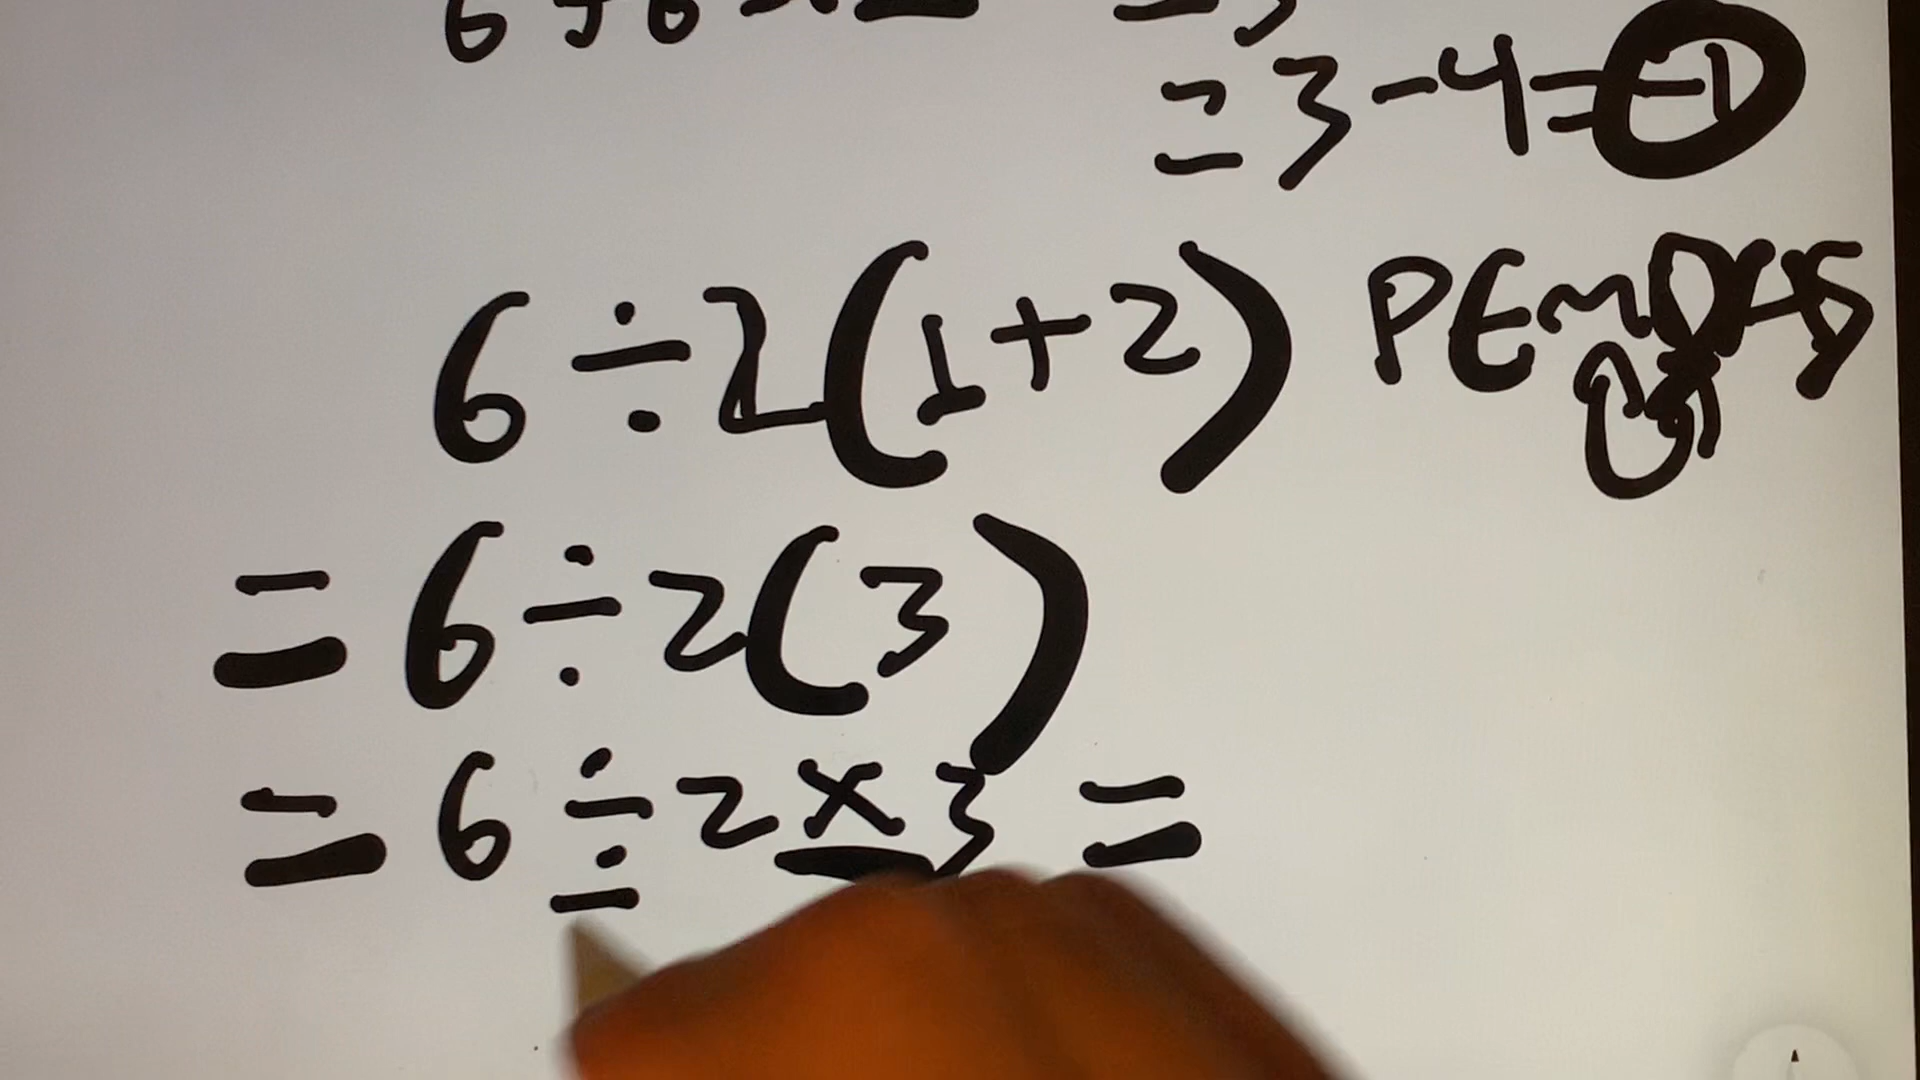 = 3 - 4 = -1
6 ÷ 2(1+2) PEMDAS
= 6 ÷ 2(3)
= 6 ÷ 2 × 3 =